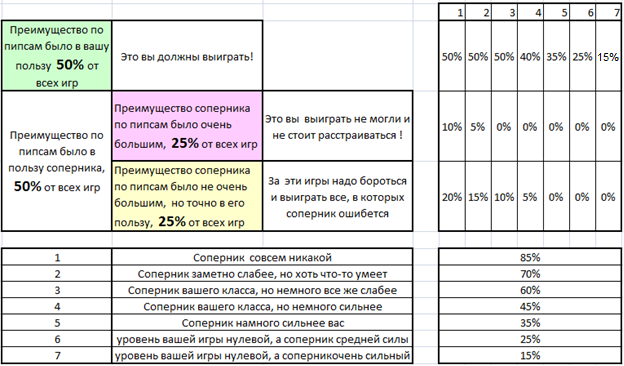 1 2 3 4 5 6 7
Преимущество по
пипсам было в вашу
пользу 50% от
всех игр
Это вы должны выиграть!
50% 50% 50% 40% 35% 25% 15%
Преимущество по
пипсам было в
пользу соперника,
50% от всех игр
Преимущество соперника
по пипсам было очень
большим, 25% от всех игр
Это вы выиграть не могли и
не стоит расстраиваться !
10% 5% 0% 0% 0% 0% 0%
Преимущество соперника
по пипсам было не очень
большим, но точно в его
пользу, 25% от всех игр
За эти игры надо бороться
и выиграть все, в которых
соперник ошибется
20% 15% 10% 5% 0% 0% 0%
1 Соперник совсем никакой 85%
2 Соперник заметно слабее, но хоть что-то умеет 70%
3 Соперник вашего класса, но немного все же слабее 60%
4 Соперник вашего класса, но немного сильнее 45%
5 Соперник намного сильнее вас 35%
6 уровень вашей игры нулевой, а соперник средней силы 25%
7 уровень вашей игры нулевой, а соперникочень сильный 15%